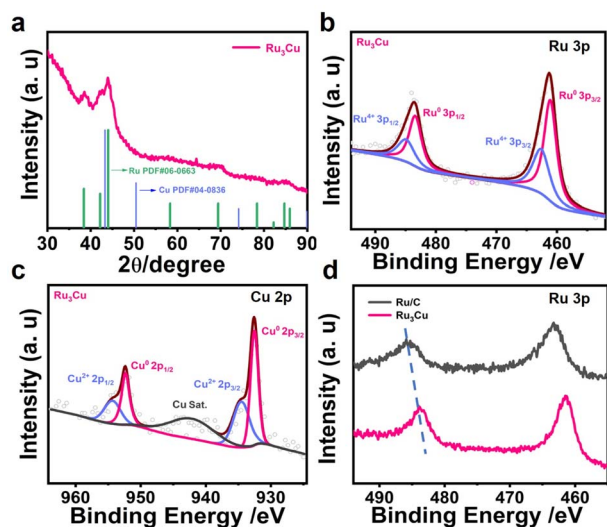 a
Ru₃Cu
Ru PDF#06-0663
Cu PDF#04-0836
Intensity (a. u)
30 40 50 60 70 80 90
2θ/degree
b
Ru₃Cu
Ru 3p
Ru⁰ 3p₃/₂
Ru⁰ 3p₁/₂
Ru⁴⁺ 3p₁/₂
Ru⁴⁺ 3p₃/₂
Intensity (a. u)
490 480 470 460
Binding Energy /eV
c
Ru₃Cu
Cu 2p
Cu⁰ 2p₃/₂
Cu⁰ 2p₁/₂
Cu²⁺ 2p₁/₂
Cu²⁺ 2p₃/₂
Cu Sat.
Intensity (a. u)
960 950 940 930
Binding Energy /eV
d
Ru/C
Ru₃Cu
Ru 3p
Intensity (a. u)
490 480 470 460
Binding Energy /eV